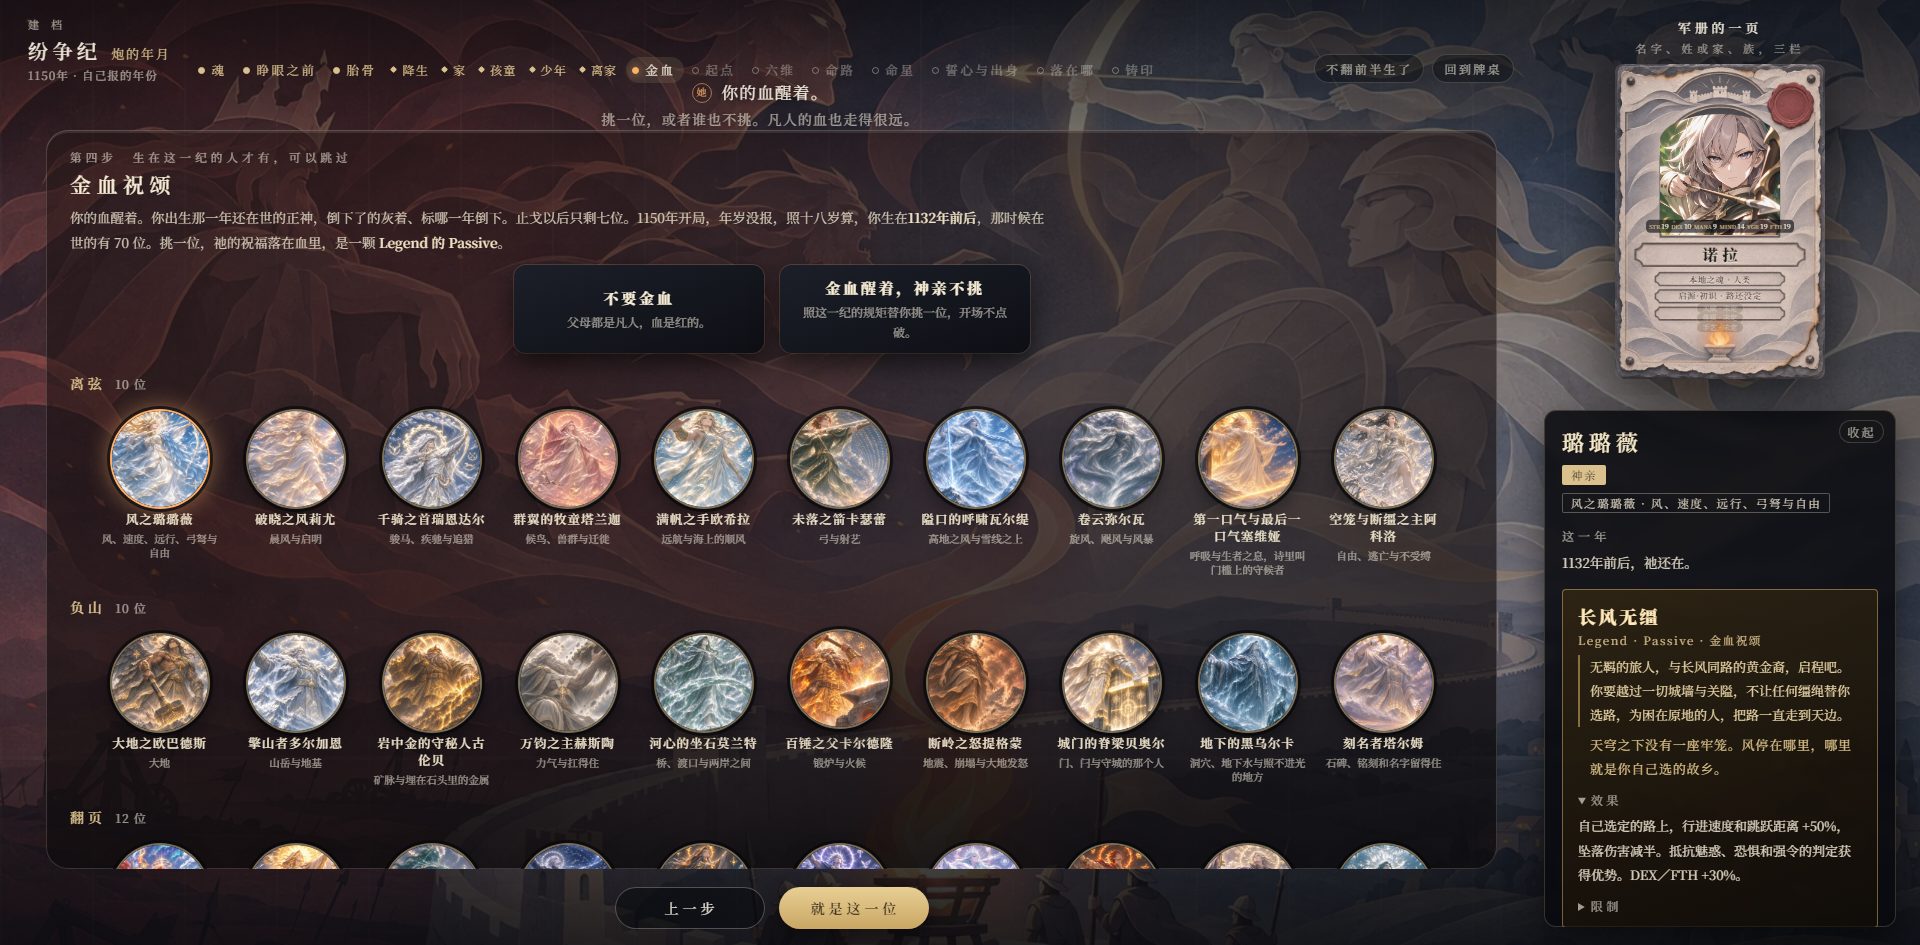 建档
纷争纪 炮的年月
1150年 · 自己报的年份
魂 睁眼之前 胎骨 降生 家 孩童 少年 离家 金血 起点 六维 命路 命星 誓心与出身 落在哪 铸印
不翻前半生了 回到牌桌
她 你的血醒着。
挑一位，或者谁也不挑。凡人的血也走得很远。
第四步 生在这一纪的人才有，可以跳过
金血祝颂
你的血醒着。你出生那一年还在世的正神，倒下了的灰着、标哪一年倒下。止戈以后只剩七位。1150年开局，年岁没报，照十八岁算，你生在1132年前后，那时候在
世的有 70 位。挑一位，祂的祝福落在血里，是一颗 Legend 的 Passive。
不要金血
父母都是凡人，血是红的。
金血醒着，神亲不挑
照这一纪的规矩替你挑一位，开场不点
破。
离弦 10 位
风之璐璐薇
风、速度、远行、弓弩与
自由
破晓之风莉尤
晨风与启明
千骑之首瑞恩达尔
骏马、疾驰与追猎
群翼的牧童塔兰迦
候鸟、兽群与迁徙
满帆之手欧希拉
远航与海上的顺风
未落之箭卡瑟蕾
弓与射艺
隘口的呼啸瓦尔缇
高地之风与雪线之上
卷云弥尔瓦
旋风、飓风与风暴
第一口气与最后一
口气塞维娅
呼吸与生者之息，诗里叫
门槛上的守候者
空笼与断缰之主阿
科洛
自由、逃亡与不受缚
负山 10 位
大地之欧巴德斯
大地
擎山者多尔加恩
山岳与地基
岩中金的守秘人古
伦贝
矿脉与埋在石头里的金属
万钧之主赫斯陶
力气与扛得住
河心的坐石莫兰特
桥、渡口与两岸之间
百锤之父卡尔德隆
锻炉与火候
断岭之怒提格蒙
地震、崩塌与大地发怒
城门的脊梁贝奥尔
门、闩与守城的那个人
地下的黑乌尔卡
洞穴、地下水与照不进光
的地方
刻名者塔尔姆
石碑、铭刻和名字留得住
翻页 12 位
上一步
就是这一位
军册的一页
名字、姓或家、族，三栏
STR 19 DEX 10 MANA 9 MIND 14 VGR 19 FTH 19
诺拉
本地之魂 · 人类
启源·初识 · 路还没定
收起
璐璐薇
神亲
风之璐璐薇 · 风、速度、远行、弓弩与自由
这一年
1132年前后，祂还在。
长风无缰
Legend · Passive · 金血祝颂
无羁的旅人，与长风同路的黄金裔，启程吧。
你要越过一切城墙与关隘，不让任何缰绳替你
选路，为困在原地的人，把路一直走到天边。
天穹之下没有一座牢笼。风停在哪里，哪里
就是你自己选的故乡。
▼ 效果
自己选定的路上，行进速度和跳跃距离 +50%，
坠落伤害减半。抵抗魅惑、恐惧和强令的判定获
得优势。DEX／FTH +30%。
▶ 限制